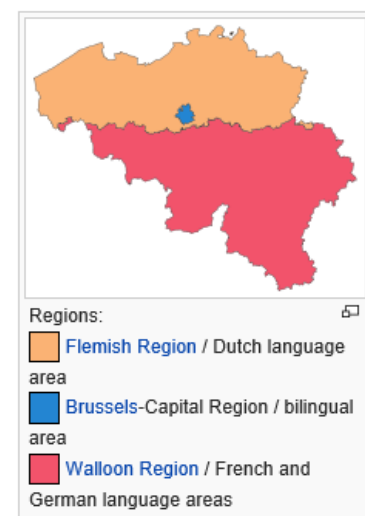 Regions:
Flemish Region / Dutch language
area
Brussels-Capital Region / bilingual
area
Walloon Region / French and
German language areas